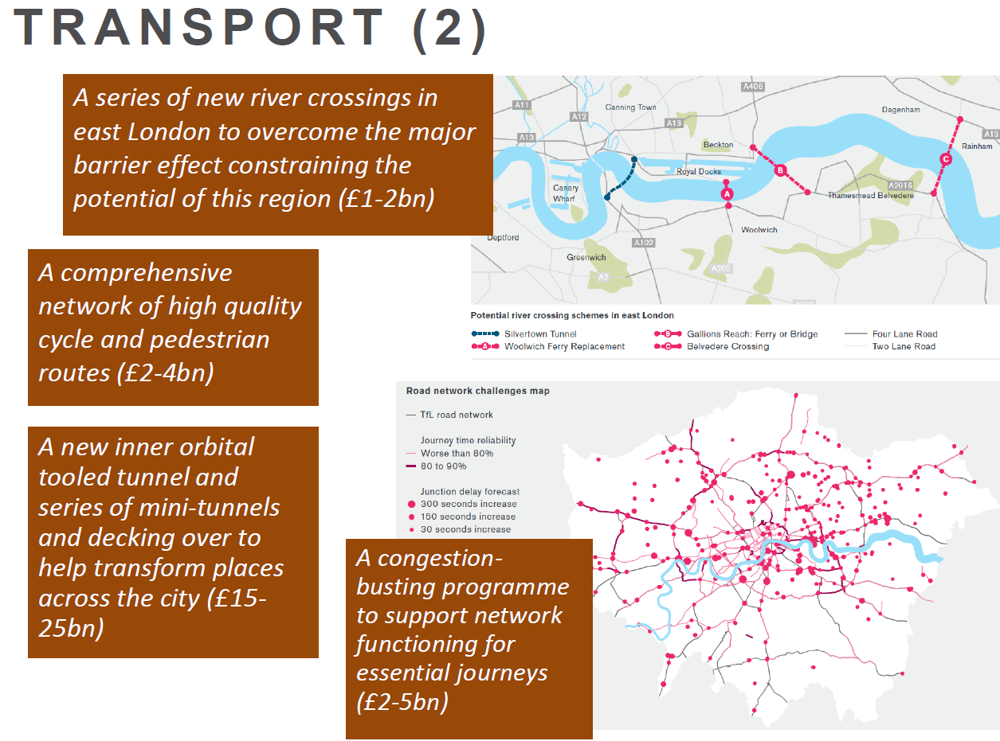 TRANSPORT (2)
A series of new river crossings in
east London to overcome the major
barrier effect constraining the
potential of this region (£1-2bn)
A comprehensive
network of high quality
cycle and pedestrian
routes (£2-4bn)
A new inner orbital
tooled tunnel and
series of mini-tunnels
and decking over to
help transform places
across the city (£15-
25bn)
A406
A11
Canning Town
Dagenham
A12
A13
A13
A13
Beckton
Rainham
Royal Docks
B
C
Canary
Wharf
A
A2016
Thamesmead Belvedere
Deptford
A102
Woolwich
Greenwich
A205
A2
Potential river crossing schemes in east London
Silvertown Tunnel
A Woolwich Ferry Replacement
B Gallions Reach: Ferry or Bridge
C Belvedere Crossing
Four Lane Road
Two Lane Road
Road network challenges map
TfL road network
Journey time reliability
Worse than 80%
80 to 90%
Junction delay forecast
300 seconds increase
150 seconds increase
30 seconds increase
A congestion-
busting programme
to support network
functioning for
essential journeys
(£2-5bn)